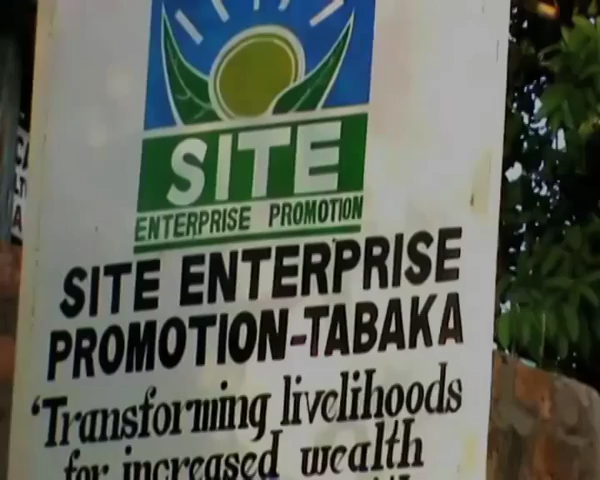 SITE
ENTERPRISE PROMOTION
SITE ENTERPRISE
PROMOTION-TABAKA
'Transforming livelihoods
for increased wealth